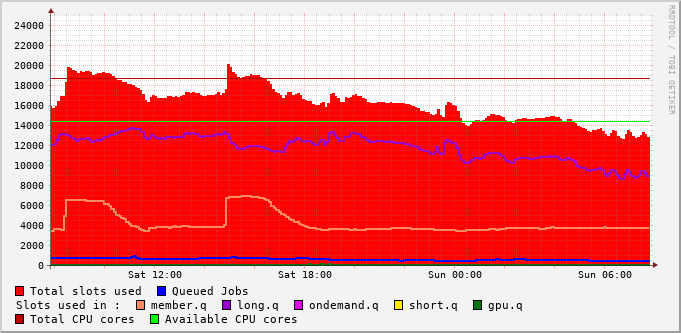 24000
22000
20000
18000
16000
14000
12000
10000
8000
6000
4000
2000
0
Sat 12:00 Sat 18:00 Sun 00:00 Sun 06:00
Total slots used Queued Jobs
Slots used in : member.q long.q ondemand.q short.q gpu.q
Total CPU cores Available CPU cores
RRDTOOL / TOBI OETIKER